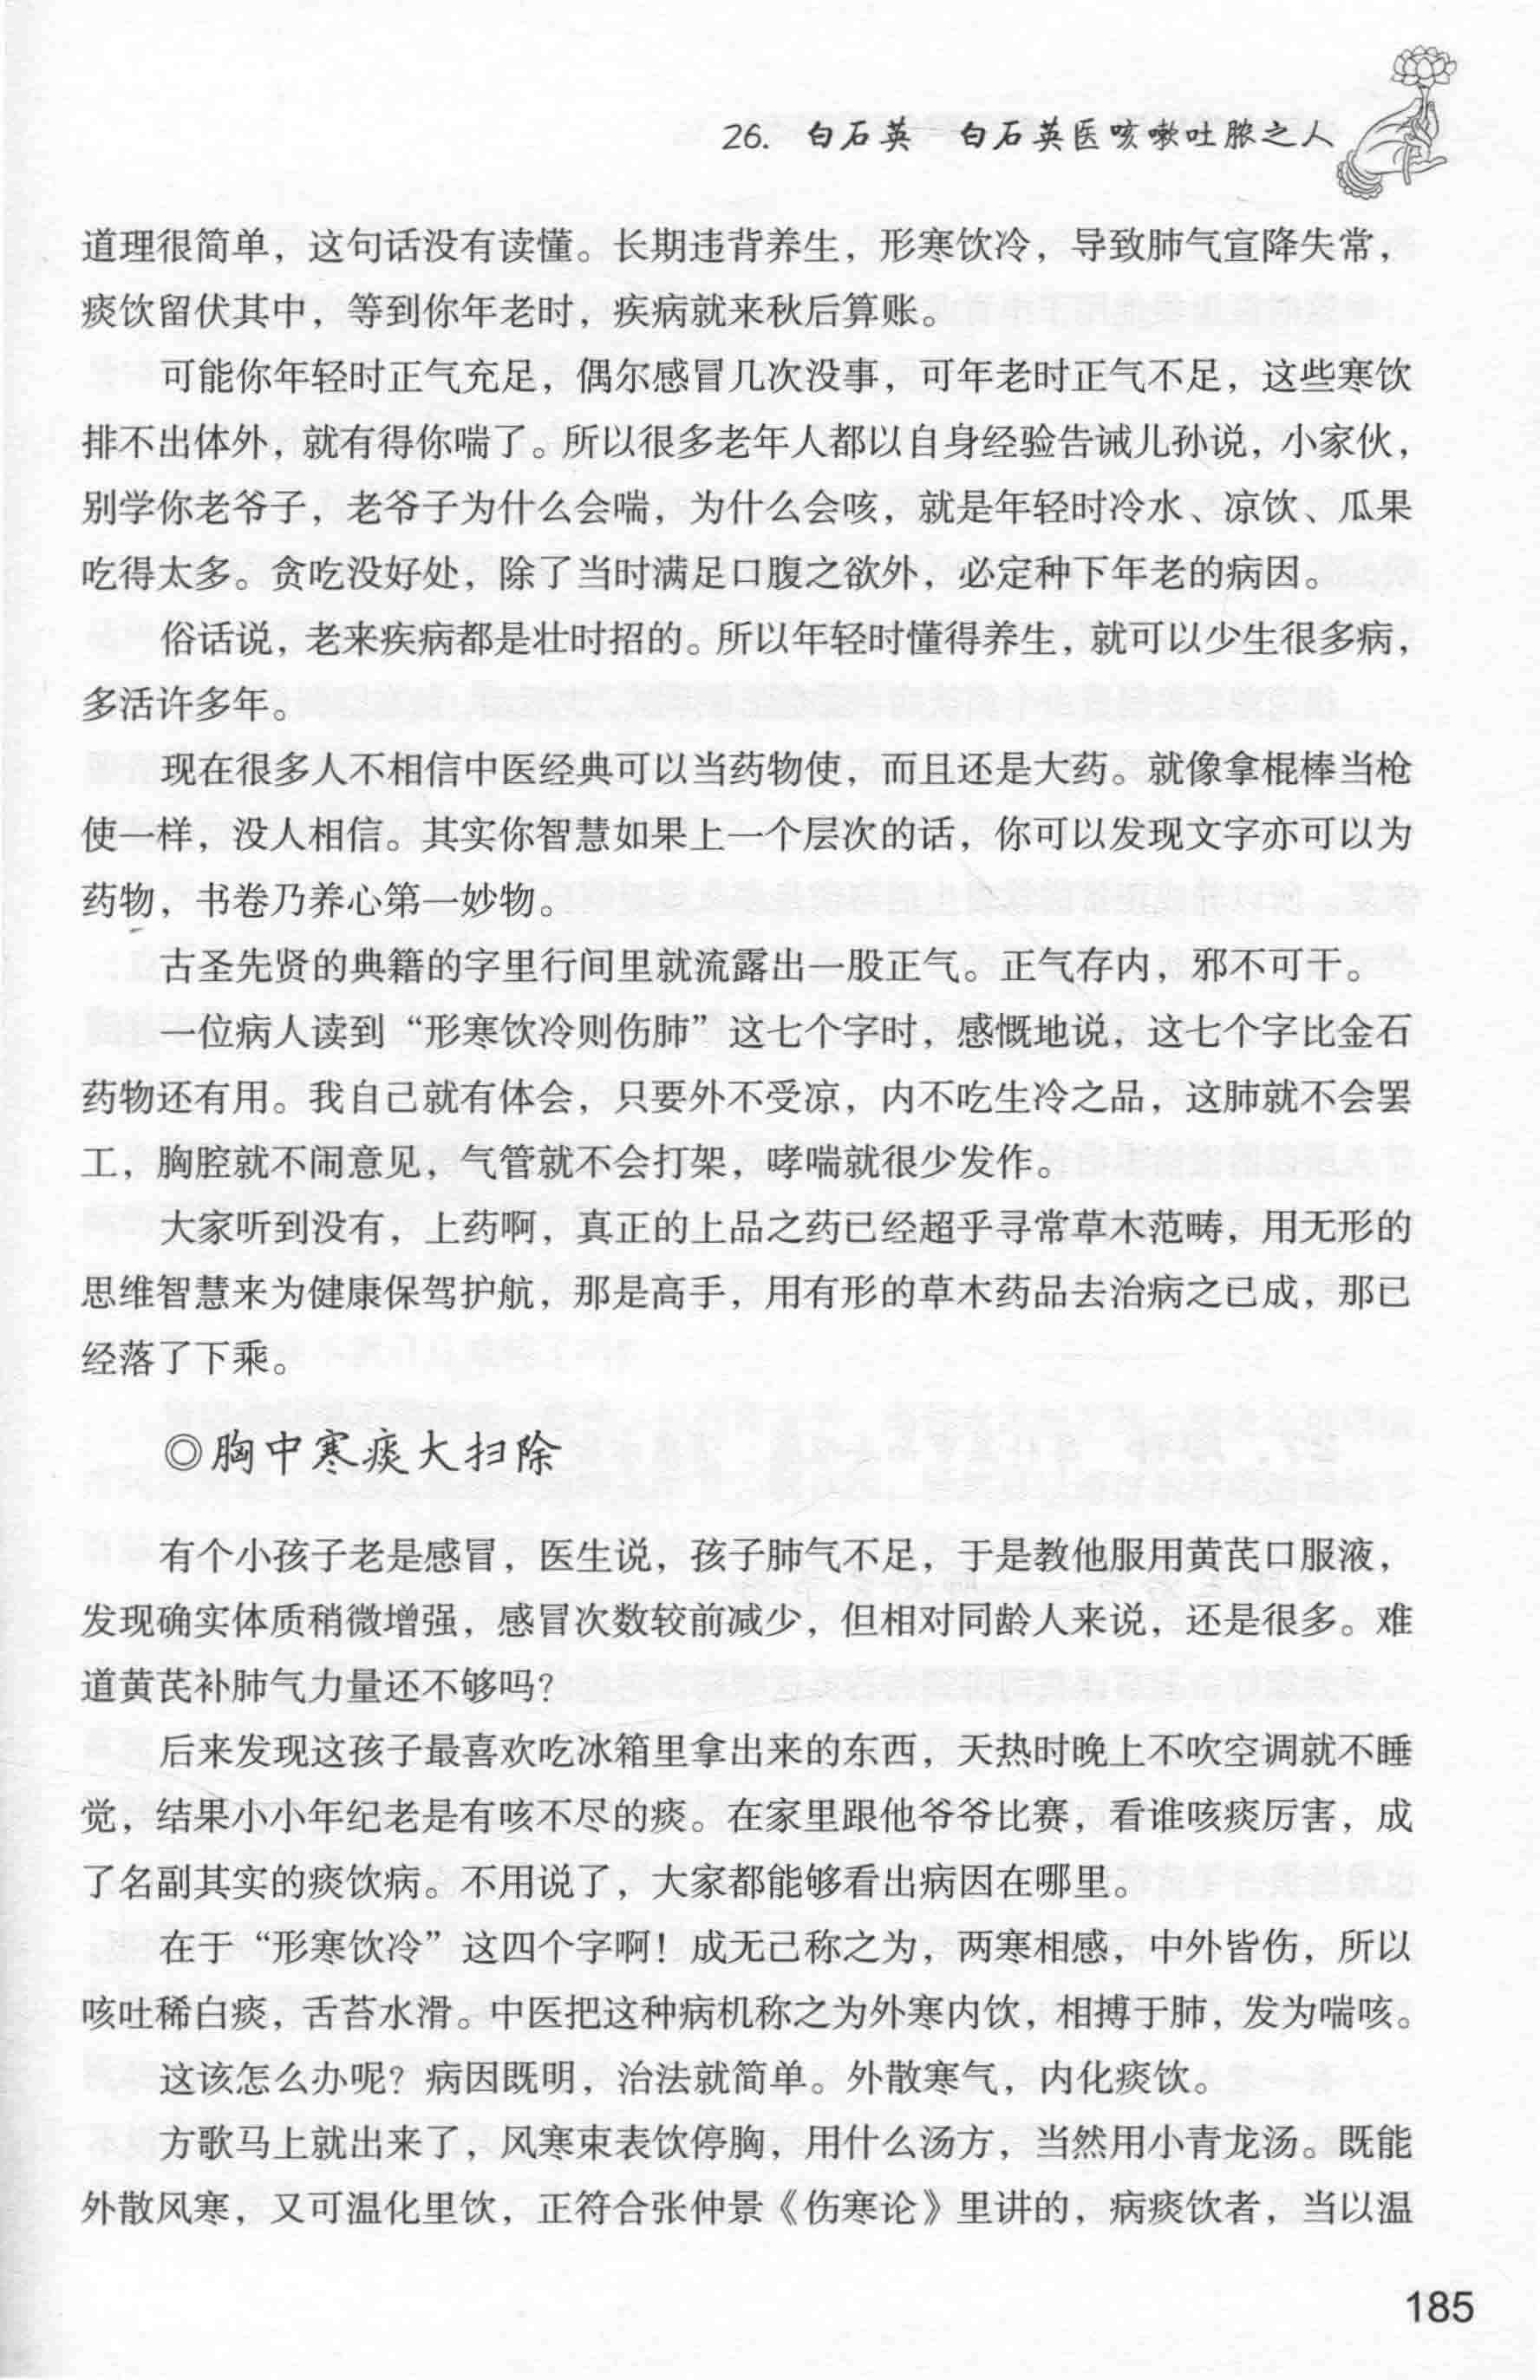 26. 白石英 白石英医咳嗽吐脓之人
道理很简单，这句话没有读懂。长期违背养生，形寒饮冷，导致肺气宣降失常，
痰饮留伏其中，等到你年老时，疾病就来秋后算账。
可能你年轻时正气充足，偶尔感冒几次没事，可年老时正气不足，这些寒饮
排不出体外，就有得你喘了。所以很多老年人都以自身经验告诫儿孙说，小家伙，
别学你老爷子，老爷子为什么会喘，为什么会咳，就是年轻时冷水、凉饮、瓜果
吃得太多。贪吃没好处，除了当时满足口腹之欲外，必定种下年老的病因。
俗话说，老来疾病都是壮时招的。所以年轻时懂得养生，就可以少生很多病，
多活许多年。
现在很多人不相信中医经典可以当药物使，而且还是大药。就像拿棍棒当枪
使一样，没人相信。其实你智慧如果上一个层次的话，你可以发现文字亦可以为
药物，书卷乃养心第一妙物。
古圣先贤的典籍的字里行间里就流露出一股正气。正气存内，邪不可干。
一位病人读到“形寒饮冷则伤肺”这七个字时，感慨地说，这七个字比金石
药物还有用。我自己就有体会，只要外不受凉，内不吃生冷之品，这肺就不会罢
工，胸腔就不闹意见，气管就不会打架，哮喘就很少发作。
大家听到没有，上药啊，真正的上品之药已经超乎寻常草木范畴，用无形的
思维智慧来为健康保驾护航，那是高手，用有形的草木药品去治病之已成，那已
经落了下乘。
◎胸中寒痰大扫除
有个小孩子老是感冒，医生说，孩子肺气不足，于是教他服用黄芪口服液，
发现确实体质稍微增强，感冒次数较前减少，但相对同龄人来说，还是很多。难
道黄芪补肺气力量还不够吗？
后来发现这孩子最喜欢吃冰箱里拿出来的东西，天热时晚上不吹空调就不睡
觉，结果小小年纪老是有咳不尽的痰。在家里跟他爷爷比赛，看谁咳痰厉害，成
了名副其实的痰饮病。不用说了，大家都能够看出病因在哪里。
在于“形寒饮冷”这四个字啊！成无己称之为，两寒相感，中外皆伤，所以
咳吐稀白痰，舌苔水滑。中医把这种病机称之为外寒内饮，相搏于肺，发为喘咳。
这该怎么办呢？病因既明，治法就简单。外散寒气，内化痰饮。
方歌马上就出来了，风寒束表饮停胸，用什么汤方，当然用小青龙汤。既能
外散风寒，又可温化里饮，正符合张仲景《伤寒论》里讲的，病痰饮者，当以温
185